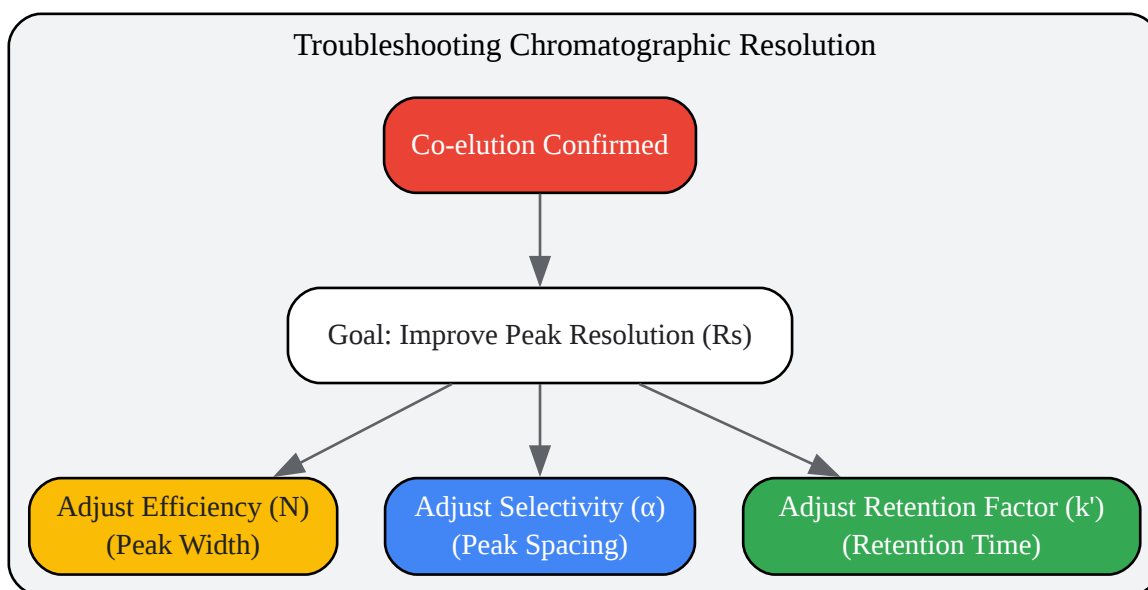 Troubleshooting Chromatographic Resolution
Co-elution Confirmed
Goal: Improve Peak Resolution (Rs)
Adjust Efficiency (N)
(Peak Width)
Adjust Selectivity (α)
(Peak Spacing)
Adjust Retention Factor (k')
(Retention Time)